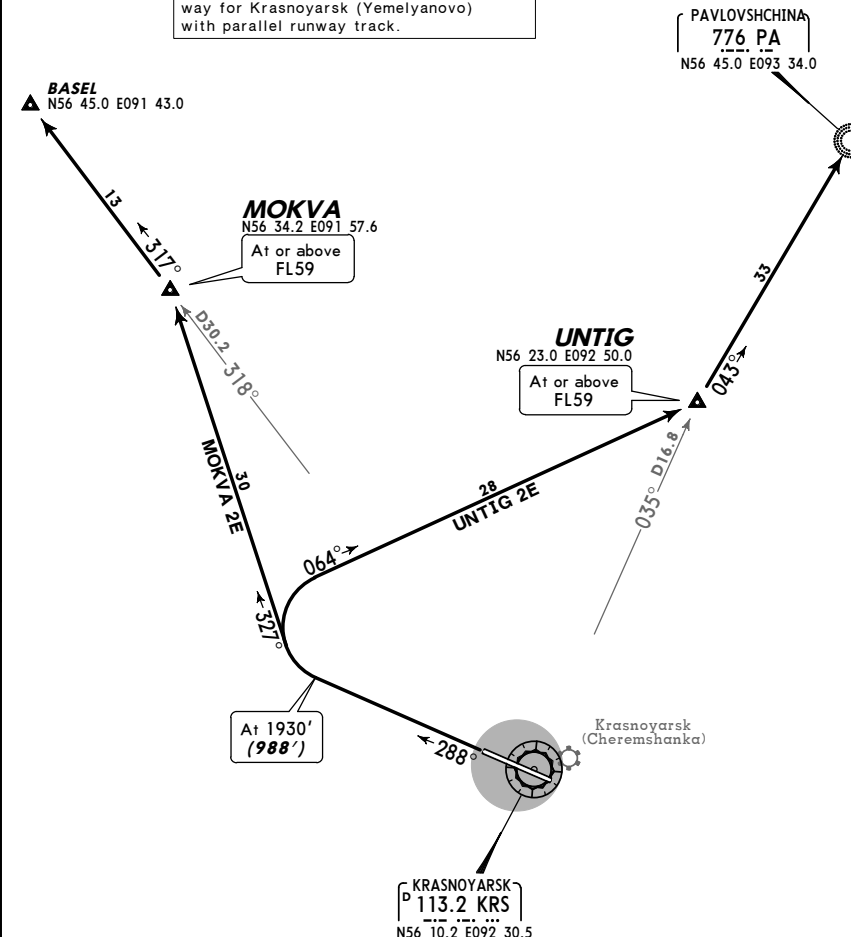 way for Krasnoyarsk (Yemelyanovo)
with parallel runway track.
PAVLOVSHCHINA
776 PA
N56 45.0 E093 34.0
BASEL
N56 45.0 E091 43.0
13
317°
MOKVA
N56 34.2 E091 57.6
At or above
FL59
D30.2
318°
33
UNTIG
N56 23.0 E092 50.0
At or above
FL59
043°
MOKVA 2E
30
28
UNTIG 2E
035°
D16.8
064°
327°
At 1930'
(988')
288°
Krasnoyarsk
(Cheremshanka)
KRASNOYARSK
D 113.2 KRS
N56 10.2 E092 30.5